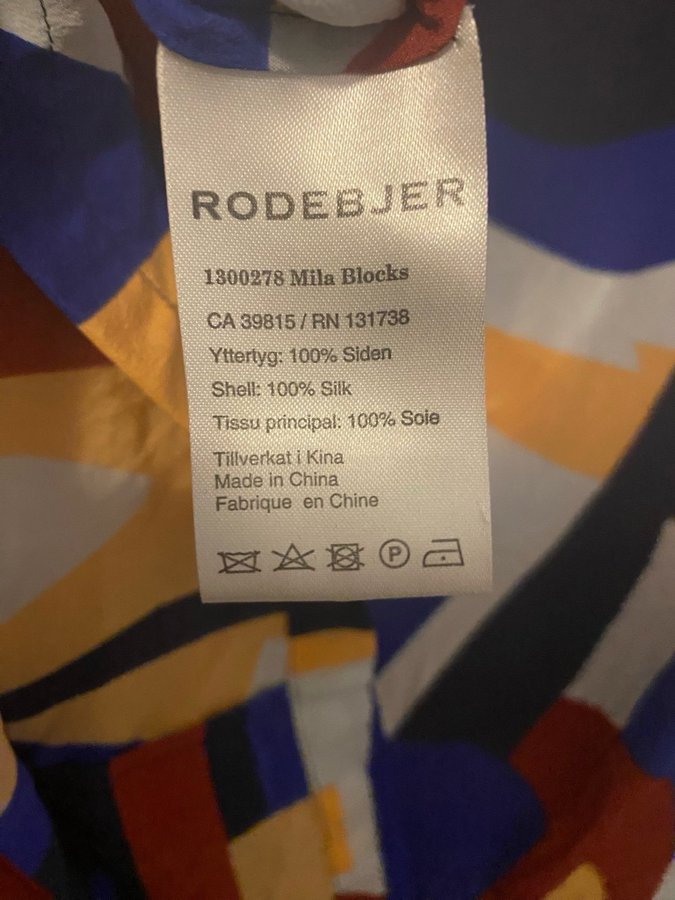 RODEBJER
1300278 Mila Blocks
CA 39815 / RN 131738
Yttertyg: 100% Siden
Shell: 100% Silk
Tissu principal: 100% Soie
Tillverkat i Kina
Made in China
Fabrique en Chine
P